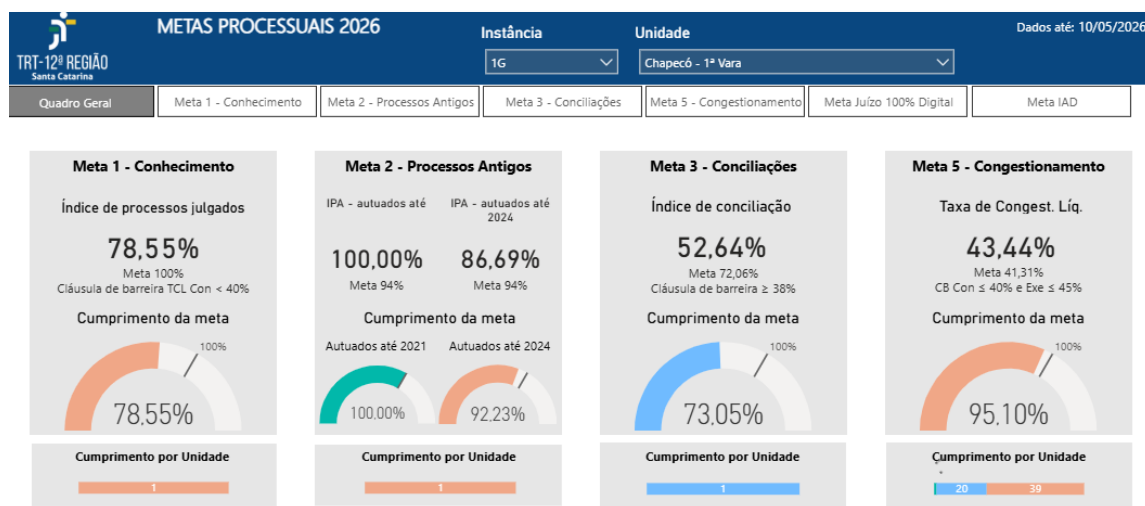 METAS PROCESSUAIS 2026
Instância
Unidade
Dados até: 10/05/2026
TRT-12ª REGIÃO
Santa Catarina
1G
Chapecó - 1ª Vara
Quadro Geral
Meta 1 - Conhecimento
Meta 2 - Processos Antigos
Meta 3 - Conciliações
Meta 5 - Congestionamento
Meta Juízo 100% Digital
Meta IAD
Meta 1 - Conhecimento
Índice de processos julgados
78,55%
Meta 100%
Cláusula de barreira TCL Con < 40%
Cumprimento da meta
100%
78,55%
Cumprimento por Unidade
1
Meta 2 - Processos Antigos
IPA - autuados até
IPA - autuados até
2024
100,00%
86,69%
Meta 94%
Meta 94%
Cumprimento da meta
Autuados até 2021
Autuados até 2024
100,00%
92,23%
Cumprimento por Unidade
1
Meta 3 - Conciliações
Índice de conciliação
52,64%
Meta 72,06%
Cláusula de barreira ≥ 38%
Cumprimento da meta
100%
73,05%
Cumprimento por Unidade
1
Meta 5 - Congestionamento
Taxa de Congest. Líq.
43,44%
Meta 41,31%
CB Con ≤ 40% e Exe ≤ 45%
Cumprimento da meta
100%
95,10%
Cumprimento por Unidade
20
39